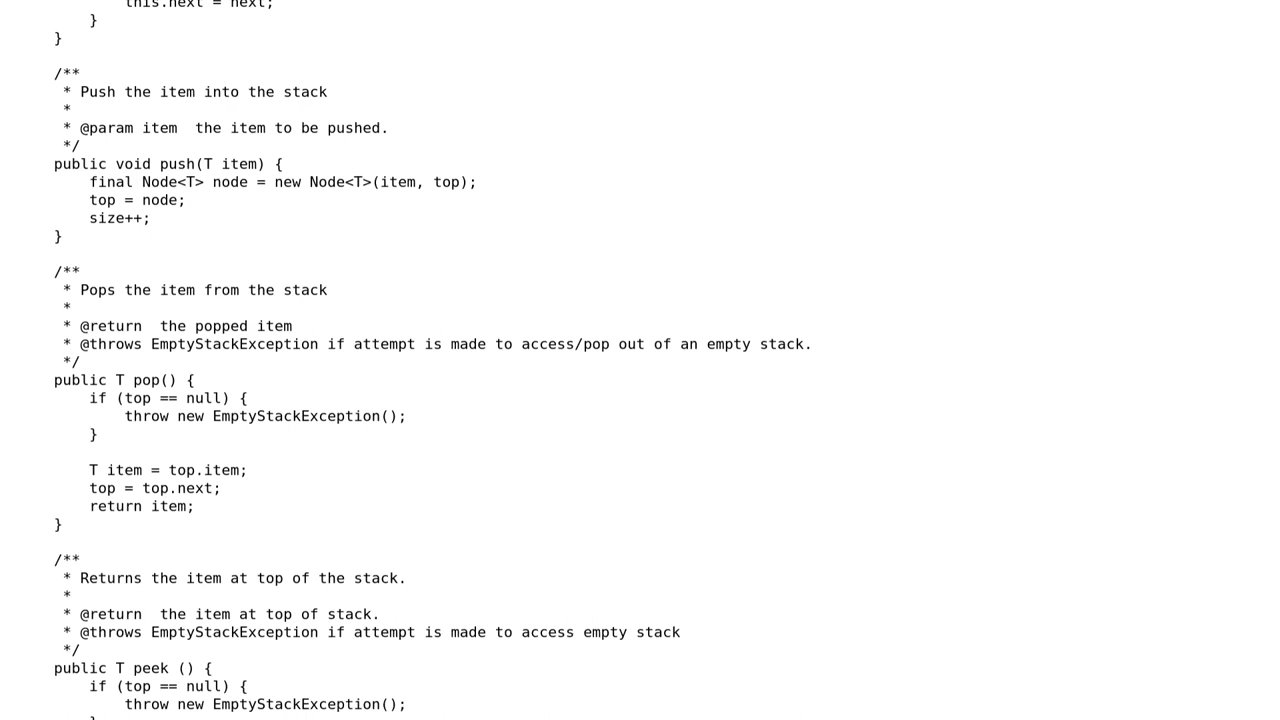 this.next = next;
}
}
/**
* Push the item into the stack
*
* @param item  the item to be pushed.
*/
public void push(T item) {
final Node<T> node = new Node<T>(item, top);
top = node;
size++;
}
/**
* Pops the item from the stack
*
* @return  the popped item
* @throws EmptyStackException if attempt is made to access/pop out of an empty stack.
*/
public T pop() {
if (top == null) {
throw new EmptyStackException();
}
T item = top.item;
top = top.next;
return item;
}
/**
* Returns the item at top of the stack.
*
* @return  the item at top of stack.
* @throws EmptyStackException if attempt is made to access empty stack
*/
public T peek () {
if (top == null) {
throw new EmptyStackException();
}